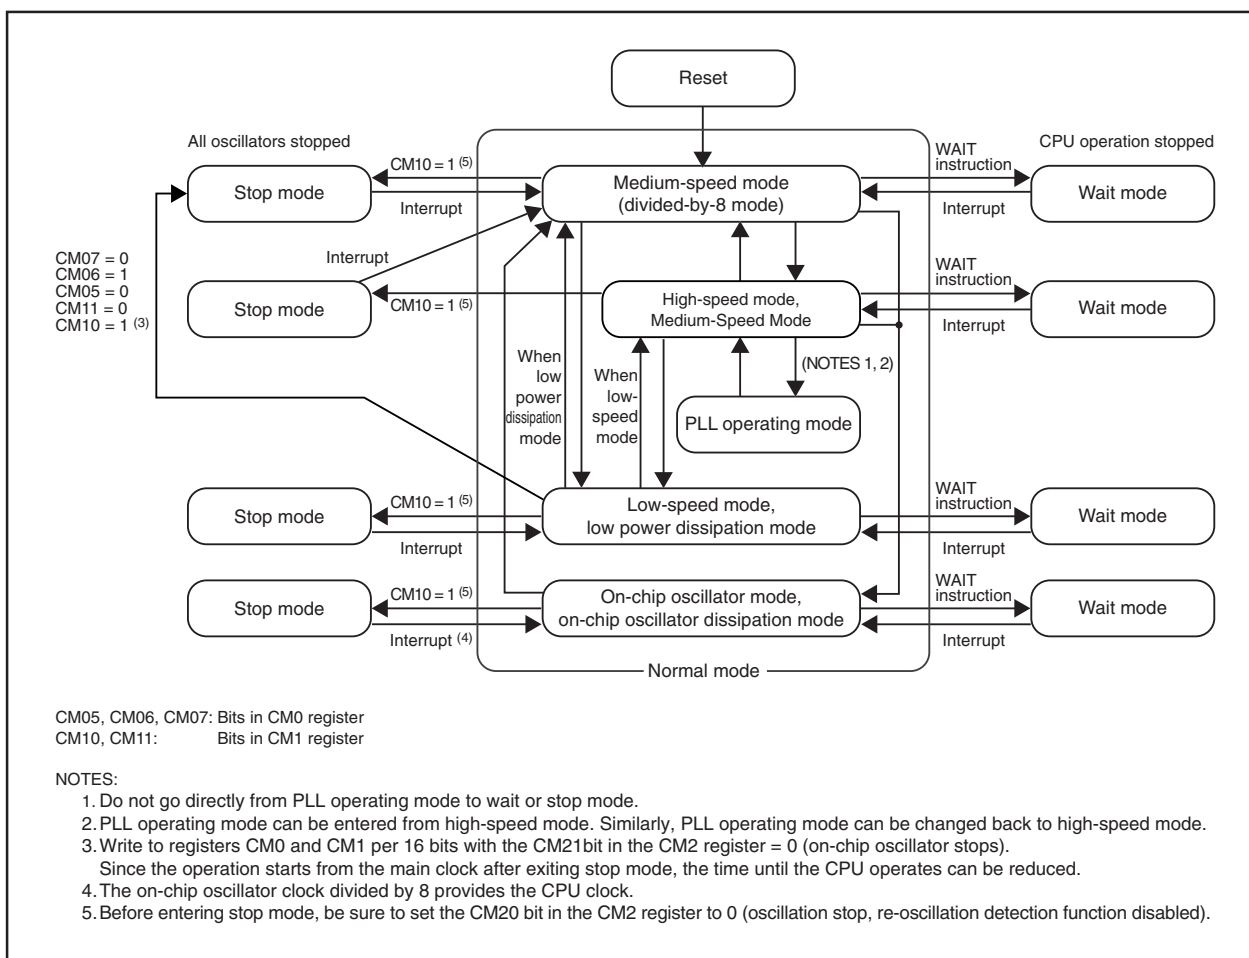 Reset
All oscillators stopped
CPU operation stopped
Stop mode
CM10 = 1 (5)
Interrupt
Medium-speed mode
(divided-by-8 mode)
WAIT
instruction
Interrupt
Wait mode
CM07 = 0
CM06 = 1
CM05 = 0
CM11 = 0
CM10 = 1 (3)
Interrupt
Stop mode
CM10 = 1 (5)
High-speed mode,
Medium-Speed Mode
WAIT
instruction
Interrupt
Wait mode
When
low
power
dissipation
mode
When
low-
speed
mode
(NOTES 1, 2)
PLL operating mode
Stop mode
CM10 = 1 (5)
Interrupt
Low-speed mode,
low power dissipation mode
WAIT
instruction
Interrupt
Wait mode
Stop mode
CM10 = 1 (5)
Interrupt (4)
On-chip oscillator mode,
on-chip oscillator dissipation mode
WAIT
instruction
Interrupt
Wait mode
Normal mode
CM05, CM06, CM07: Bits in CM0 register
CM10, CM11: Bits in CM1 register
NOTES:
1. Do not go directly from PLL operating mode to wait or stop mode.
2. PLL operating mode can be entered from high-speed mode. Similarly, PLL operating mode can be changed back to high-speed mode.
3. Write to registers CM0 and CM1 per 16 bits with the CM21bit in the CM2 register = 0 (on-chip oscillator stops).
Since the operation starts from the main clock after exiting stop mode, the time until the CPU operates can be reduced.
4. The on-chip oscillator clock divided by 8 provides the CPU clock.
5. Before entering stop mode, be sure to set the CM20 bit in the CM2 register to 0 (oscillation stop, re-oscillation detection function disabled).